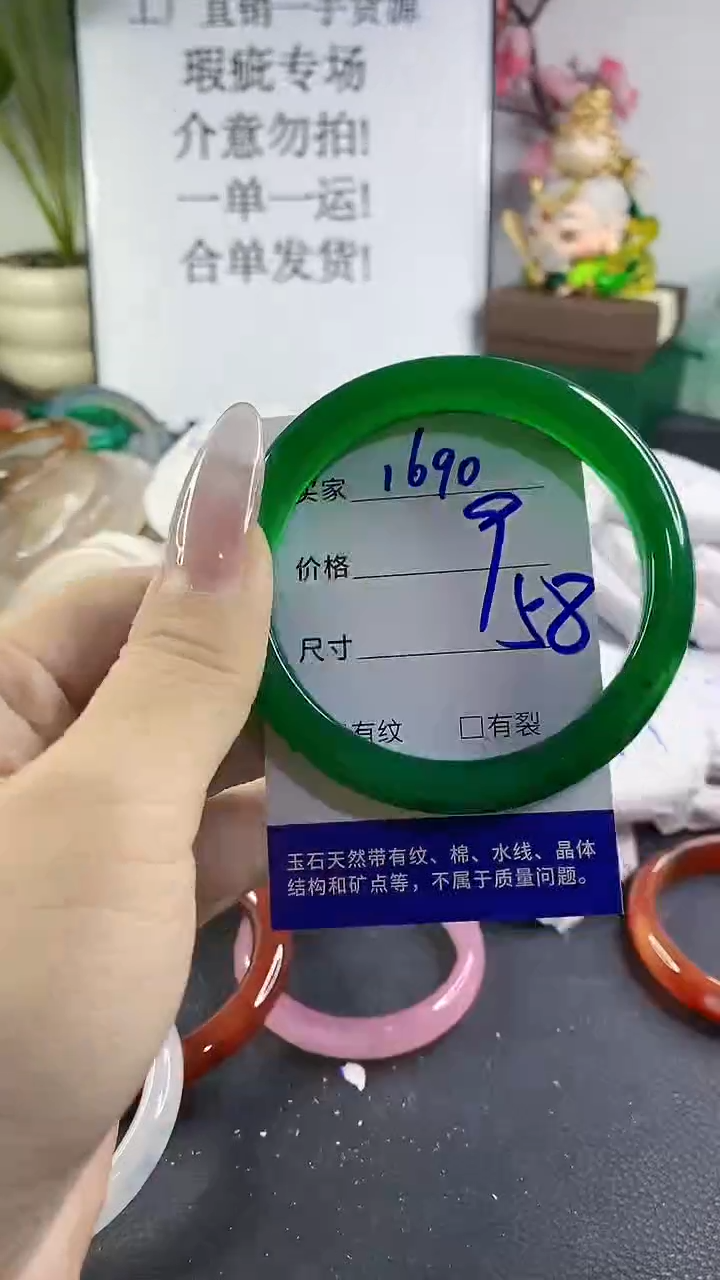 工厂直销一手货源
瑕疵专场
介意勿拍!
一单一运!
合单发货!
买家 1690
价格 9
尺寸 58
有纹 □有裂
玉石天然带有纹、棉、水线、晶体
结构和矿点等，不属于质量问题。